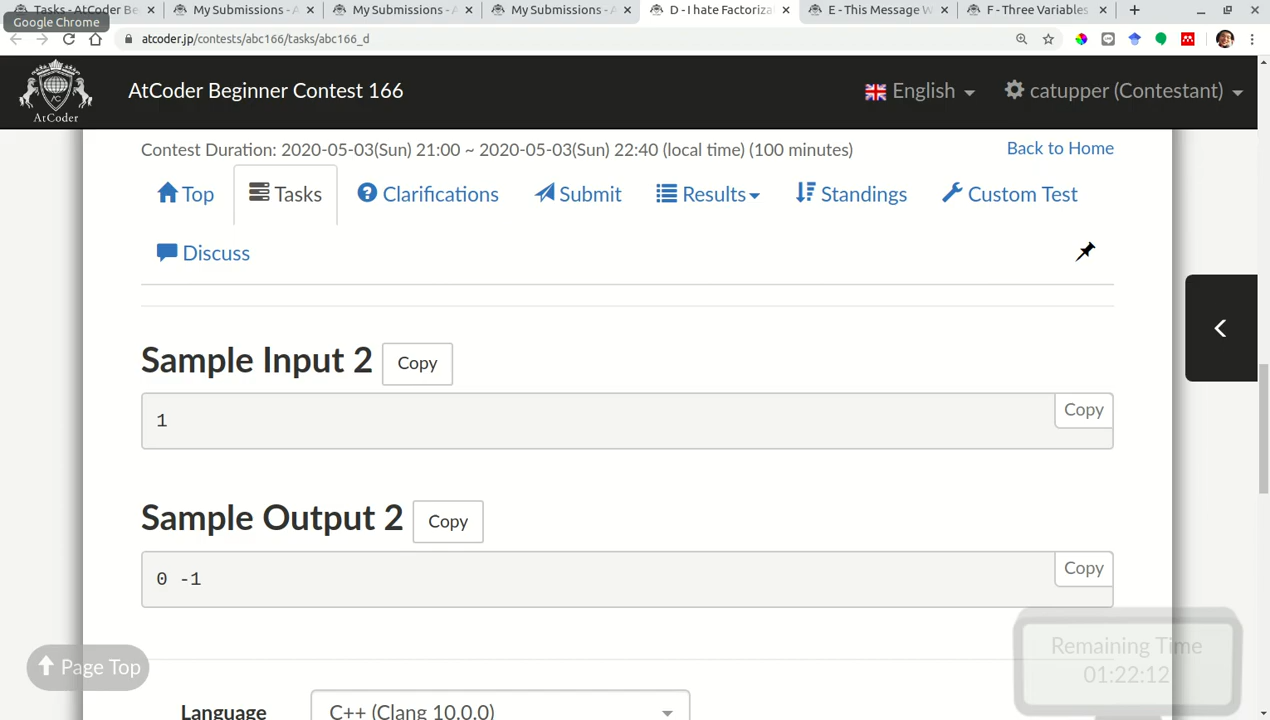 Tasks - AtCoder Be
My Submissions - A
My Submissions - A
My Submissions - A
D - I hate Factoriza
E - This Message W
F - Three Variables
Google Chrome
atcoder.jp/contests/abc166/tasks/abc166_d
AtCoder
AtCoder Beginner Contest 166
English
catupper (Contestant)
Contest Duration: 2020-05-03(Sun) 21:00 ~ 2020-05-03(Sun) 22:40 (local time) (100 minutes)
Back to Home
Top
Tasks
Clarifications
Submit
Results
Standings
Custom Test
Discuss
Sample Input 2
Copy
1
Copy
Sample Output 2
Copy
0 -1
Copy
Remaining Time
01:22:12
Page Top
Language
C++ (Clang 10.0.0)